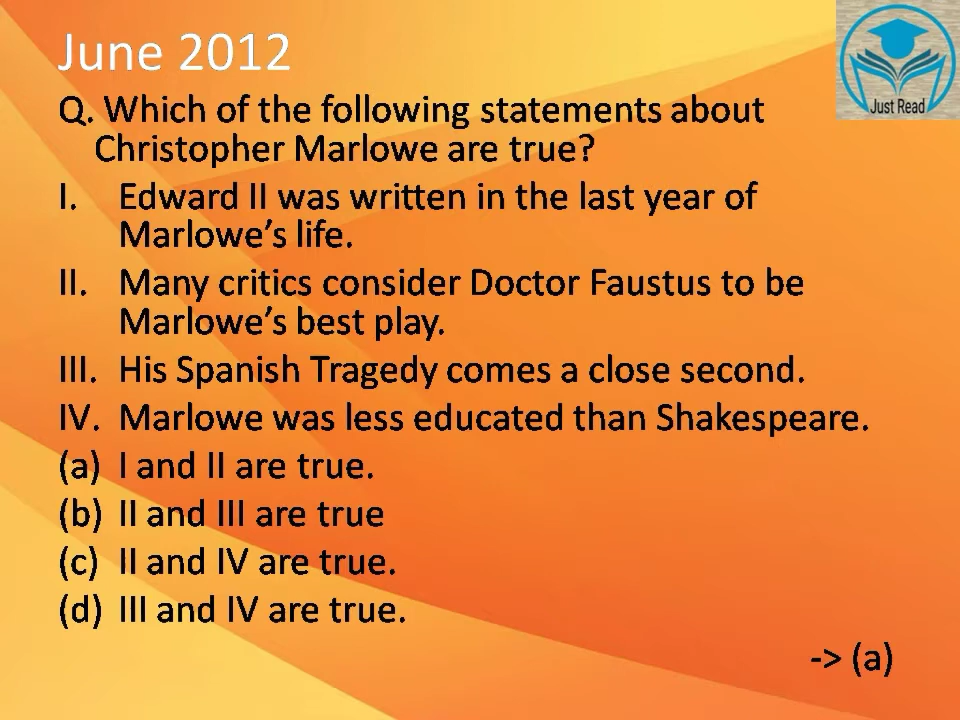 June 2012
Just Read
Q. Which of the following statements about
Christopher Marlowe are true?
I. Edward II was written in the last year of
Marlowe's life.
II. Many critics consider Doctor Faustus to be
Marlowe's best play.
III. His Spanish Tragedy comes a close second.
IV. Marlowe was less educated than Shakespeare.
(a) I and II are true.
(b) II and III are true
(c) II and IV are true.
(d) III and IV are true.
-> (a)